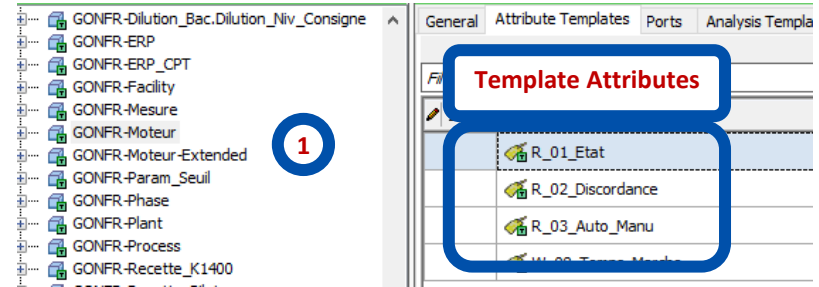 GONFR-Dilution_Bac.Dilution_Niv_Consigne
GONFR-ERP
GONFR-ERP_CPT
GONFR-Facility
GONFR-Mesure
GONFR-Moteur
GONFR-Moteur-Extended
GONFR-Param_Seuil
GONFR-Phase
GONFR-Plant
GONFR-Process
GONFR-Recette_K1400
1
General Attribute Templates Ports Analysis Templa
Template Attributes
R_01_Etat
R_02_Discordance
R_03_Auto_Manu